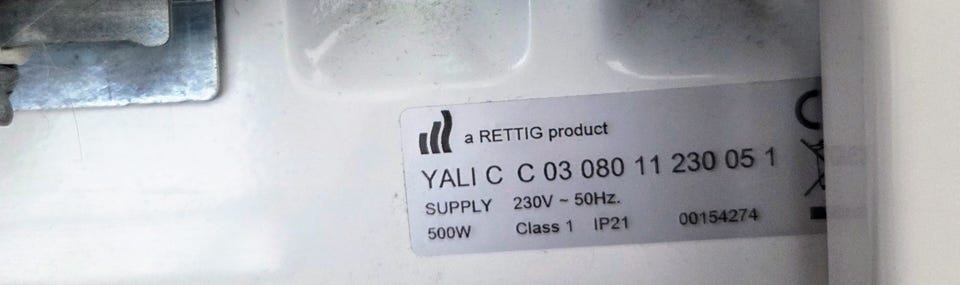 a RETTIG product
YALI C C 03 080 11 230 05 1
SUPPLY 230V ~ 50Hz.
500W Class 1 IP21 00154274